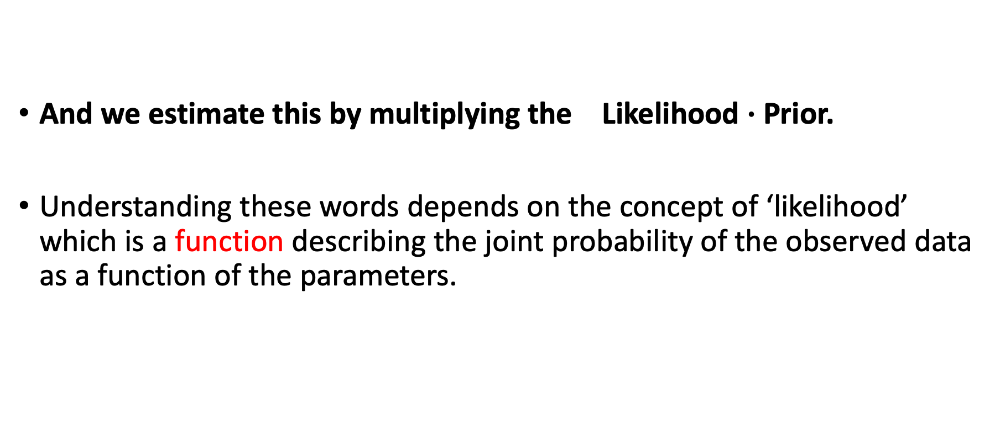 • And we estimate this by multiplying the    Likelihood · Prior.
• Understanding these words depends on the concept of ‘likelihood’
which is a function describing the joint probability of the observed data
as a function of the parameters.